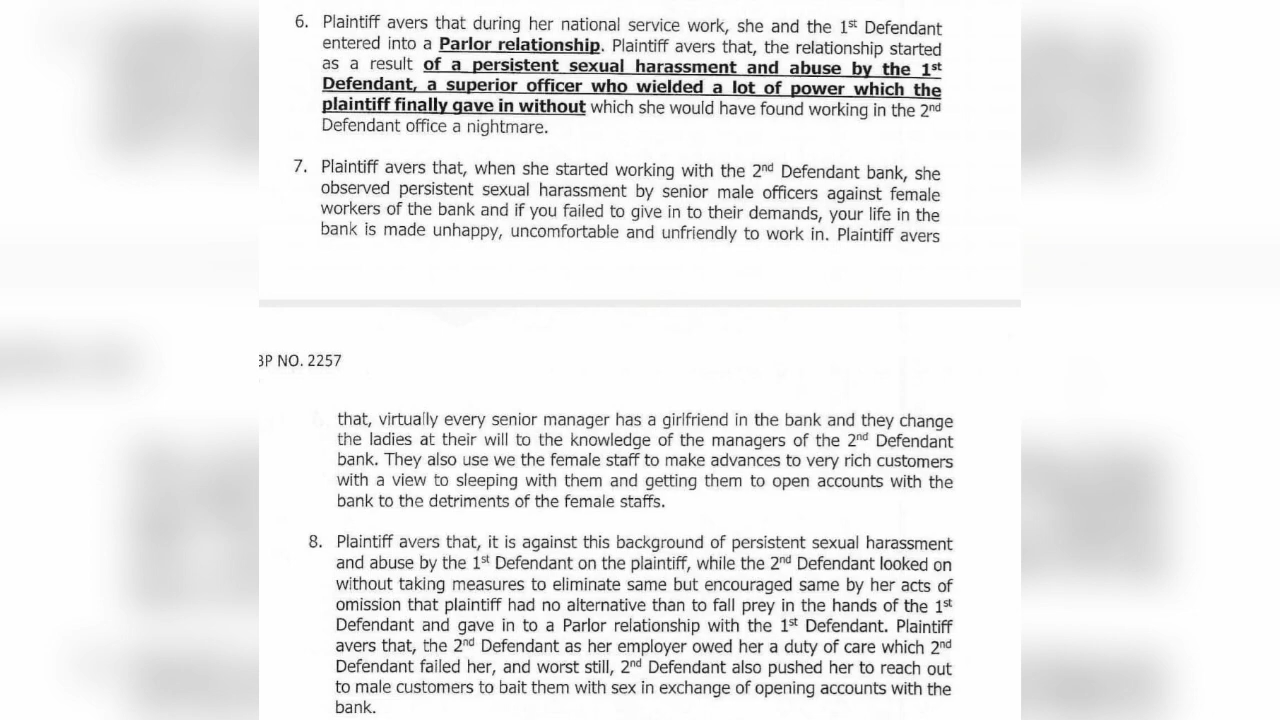 6. Plaintiff avers that during her national service work, she and the 1st Defendant
entered into a Parlor relationship. Plaintiff avers that, the relationship started
as a result of a persistent sexual harassment and abuse by the 1st
Defendant, a superior officer who wielded a lot of power which the
plaintiff finally gave in without which she would have found working in the 2nd
Defendant office a nightmare.
7. Plaintiff avers that, when she started working with the 2nd Defendant bank, she
observed persistent sexual harassment by senior male officers against female
workers of the bank and if you failed to give in to their demands, your life in the
bank is made unhappy, uncomfortable and unfriendly to work in. Plaintiff avers
BP NO. 2257
that, virtually every senior manager has a girlfriend in the bank and they change
the ladies at their will to the knowledge of the managers of the 2nd Defendant
bank. They also use we the female staff to make advances to very rich customers
with a view to sleeping with them and getting them to open accounts with the
bank to the detriments of the female staffs.
8. Plaintiff avers that, it is against this background of persistent sexual harassment
and abuse by the 1st Defendant on the plaintiff, while the 2nd Defendant looked on
without taking measures to eliminate same but encouraged same by her acts of
omission that plaintiff had no alternative than to fall prey in the hands of the 1st
Defendant and gave in to a Parlor relationship with the 1st Defendant. Plaintiff
avers that, the 2nd Defendant as her employer owed her a duty of care which 2nd
Defendant failed her, and worst still, 2nd Defendant also pushed her to reach out
to male customers to bait them with sex in exchange of opening accounts with the
bank.